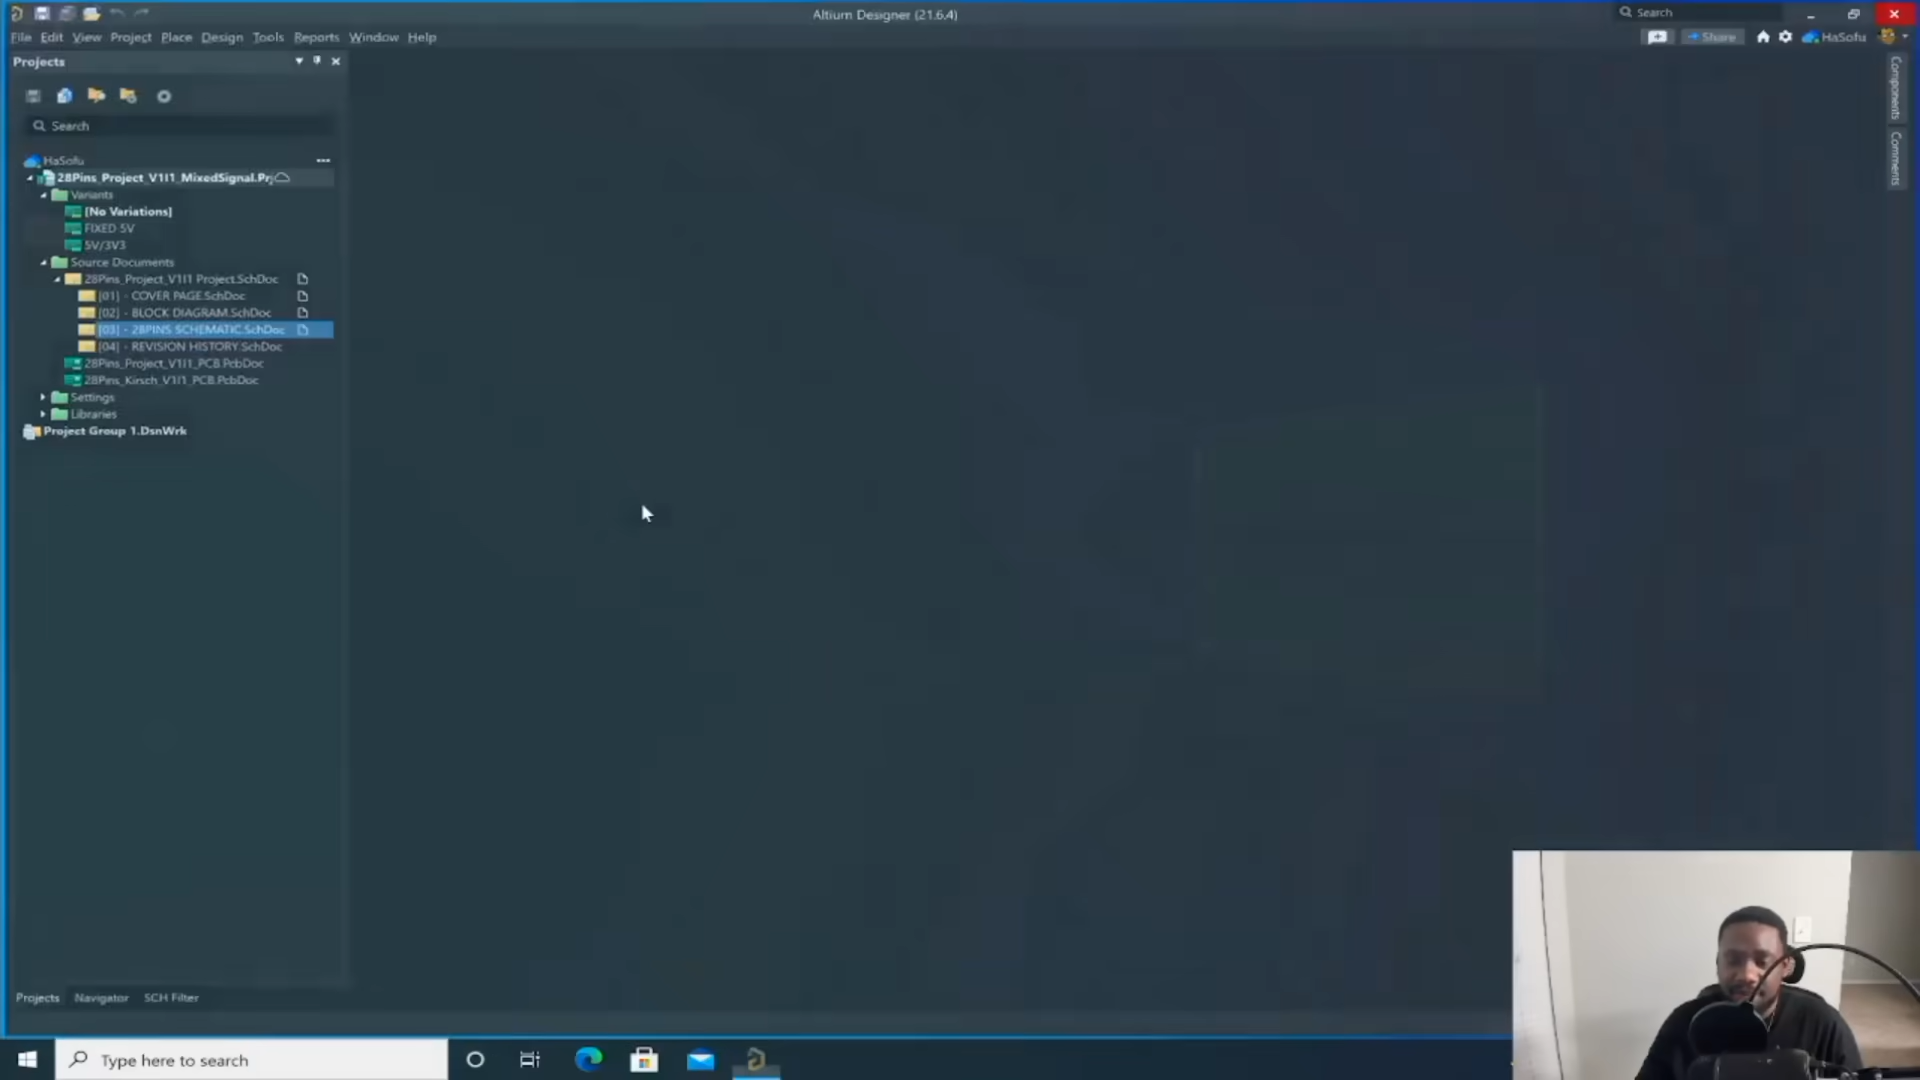 Altium Designer (21.6.4)
Search
File Edit View Project Place Design Tools Reports Window Help
Share
HaSofu
Projects
Search
HaSofu
28Pins_Project_V1I1_MixedSignal.Prj
Variants
[No Variations]
FIXED 5V
5V/3V3
Source Documents
28Pins_Project_V1I1 Project.SchDoc
[01] - COVER PAGE.SchDoc
[02] - BLOCK DIAGRAM.SchDoc
[03] - 28PINS SCHEMATIC.SchDoc
[04] - REVISION HISTORY.SchDoc
28Pins_Project_V1I1_PCB.PcbDoc
28Pins_Kirsch_V1I1_PCB.PcbDoc
Settings
Libraries
Project Group 1.DsnWrk
Components
Comments
Projects Navigator SCH Filter
Type here to search